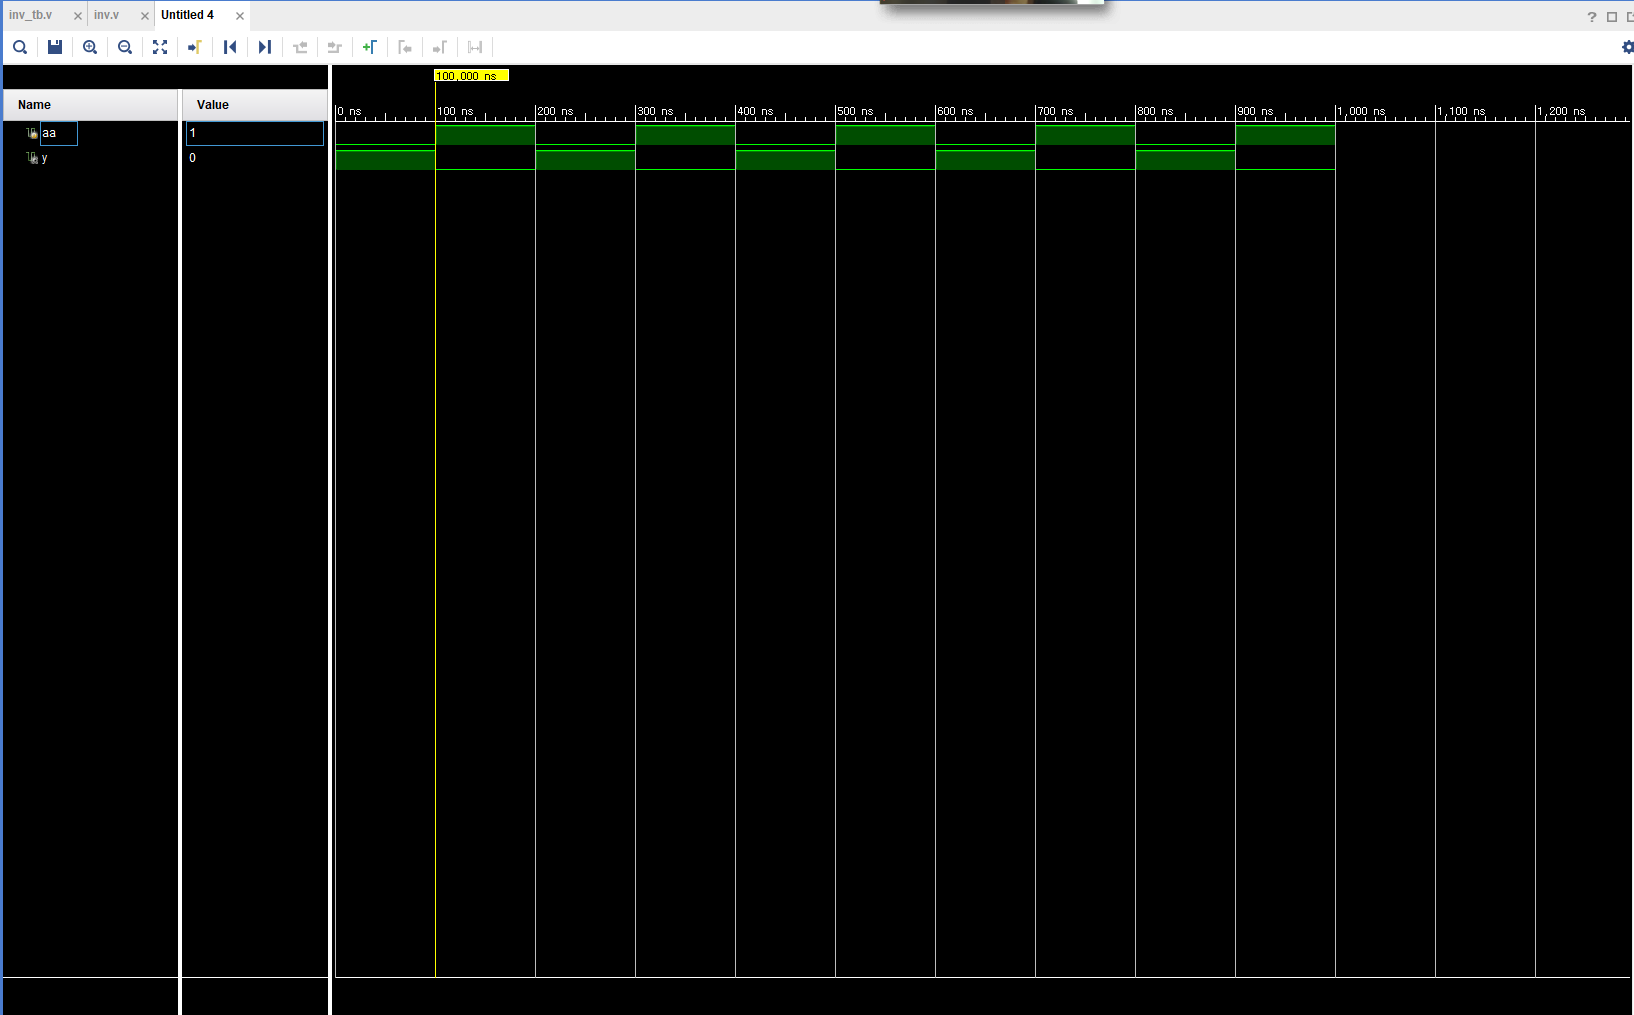 inv_tb.v inv.v Untitled 4
?
100,000 ns
Name Value
0 ns 100 ns 200 ns 300 ns 400 ns 500 ns 600 ns 700 ns 800 ns 900 ns 1,000 ns 1,100 ns 1,200 ns
aa 1
y 0